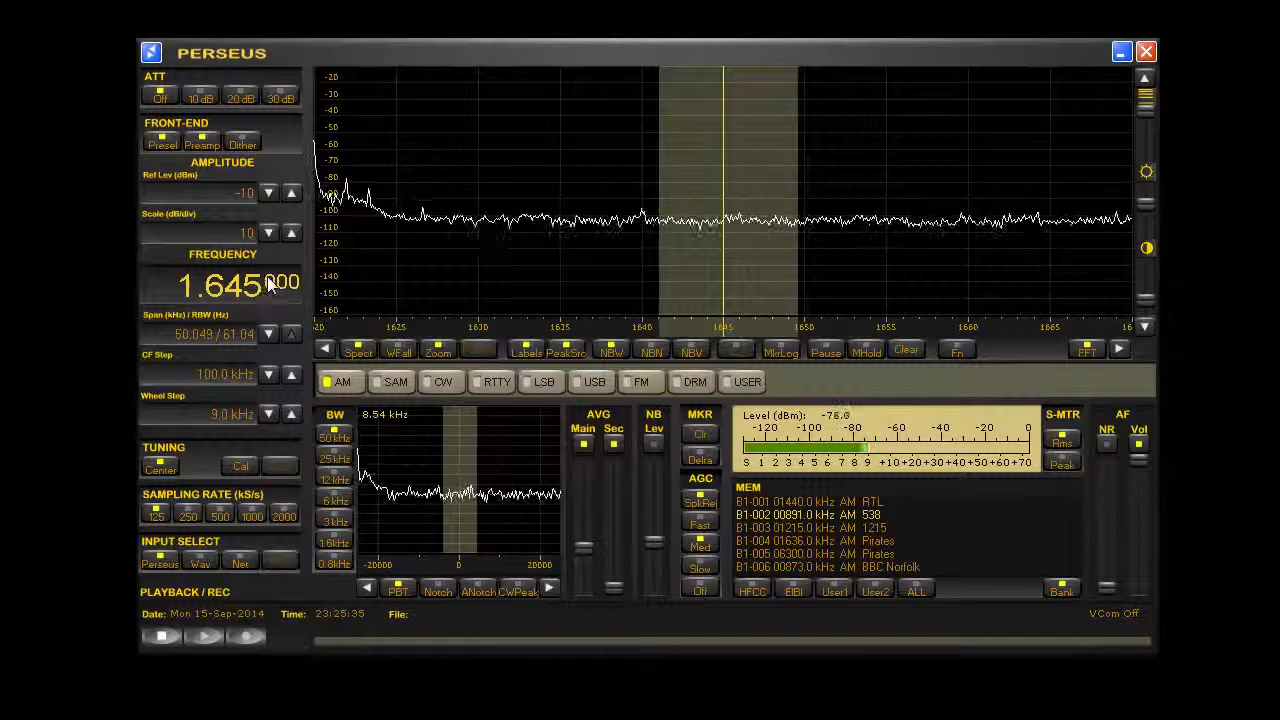 PERSEUS
ATT
Off 10 dB 20 dB 30 dB
FRONT-END
Presel Preamp Dither
AMPLITUDE
Ref Lev (dBm)
-10
Scale (dB/div)
10
FREQUENCY
1.645 000
Span (kHz) / RBW (Hz)
50.049 / 61.04
CF Step
100.0 kHz
Wheel Step
9.0 kHz
TUNING
Center Cal
SAMPLING RATE (kS/s)
125 250 500 1000 2000
INPUT SELECT
Perseus Wav Net
PLAYBACK / REC
Date: Mon 15-Sep-2014 Time: 23:25:35 File:
VCom Off
-20
-30
-40
-50
-60
-70
-80
-90
-100
-110
-120
-130
-140
-150
-160
20 1625 1630 1635 1640 1645 1650 1655 1660 1665 16
Spect WFall Zoom Labels PeakSrc NBW NBN NBV MkrLog Pause MHold Clear Fn FFT
AM SAM CW RTTY LSB USB FM DRM USER
BW
50 kHz
25 kHz
12 kHz
6 kHz
3 kHz
1.6kHz
0.8kHz
8.54 kHz
-20000 0 20000
PBT Notch ANotch CWPeak
AVG
Main Sec
NB
Lev
MKR
Clr
Delta
AGC
SpkRej
Fast
Med
Slow
Off
Level (dBm): -76.0
-120 -100 -80 -60 -40 -20 0
S 1 2 3 4 5 6 7 8 9 +10+20+30+40+50+60+70
S-MTR
Rms
Peak
AF
NR Vol
MEM
B1-001 01440.0 kHz AM RTL
B1-002 00891.0 kHz AM 538
B1-003 01215.0 kHz AM 1215
B1-004 01636.0 kHz AM Pirates
B1-005 06300.0 kHz AM Pirates
B1-006 00873.0 kHz AM BBC Norfolk
HFCC EIBI User1 User2 ALL Bank